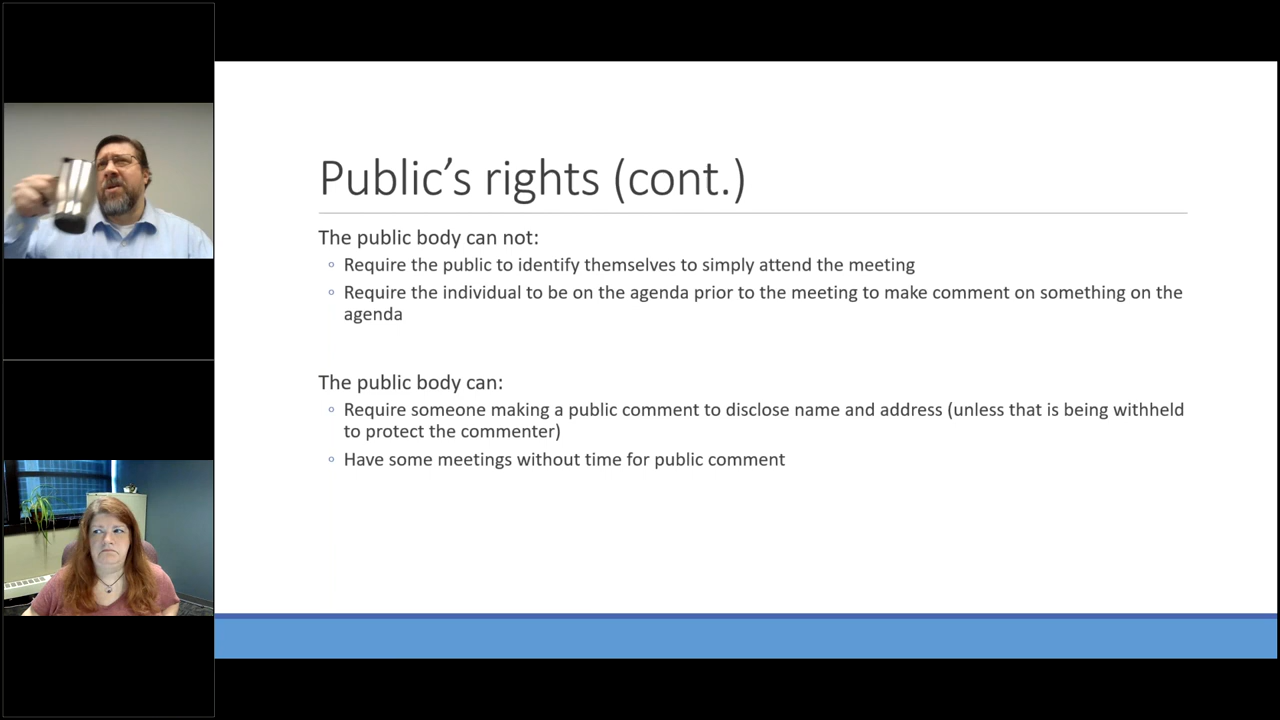 Public’s rights (cont.)
The public body can not:
◦ Require the public to identify themselves to simply attend the meeting
◦ Require the individual to be on the agenda prior to the meeting to make comment on something on the
agenda
The public body can:
◦ Require someone making a public comment to disclose name and address (unless that is being withheld
to protect the commenter)
◦ Have some meetings without time for public comment